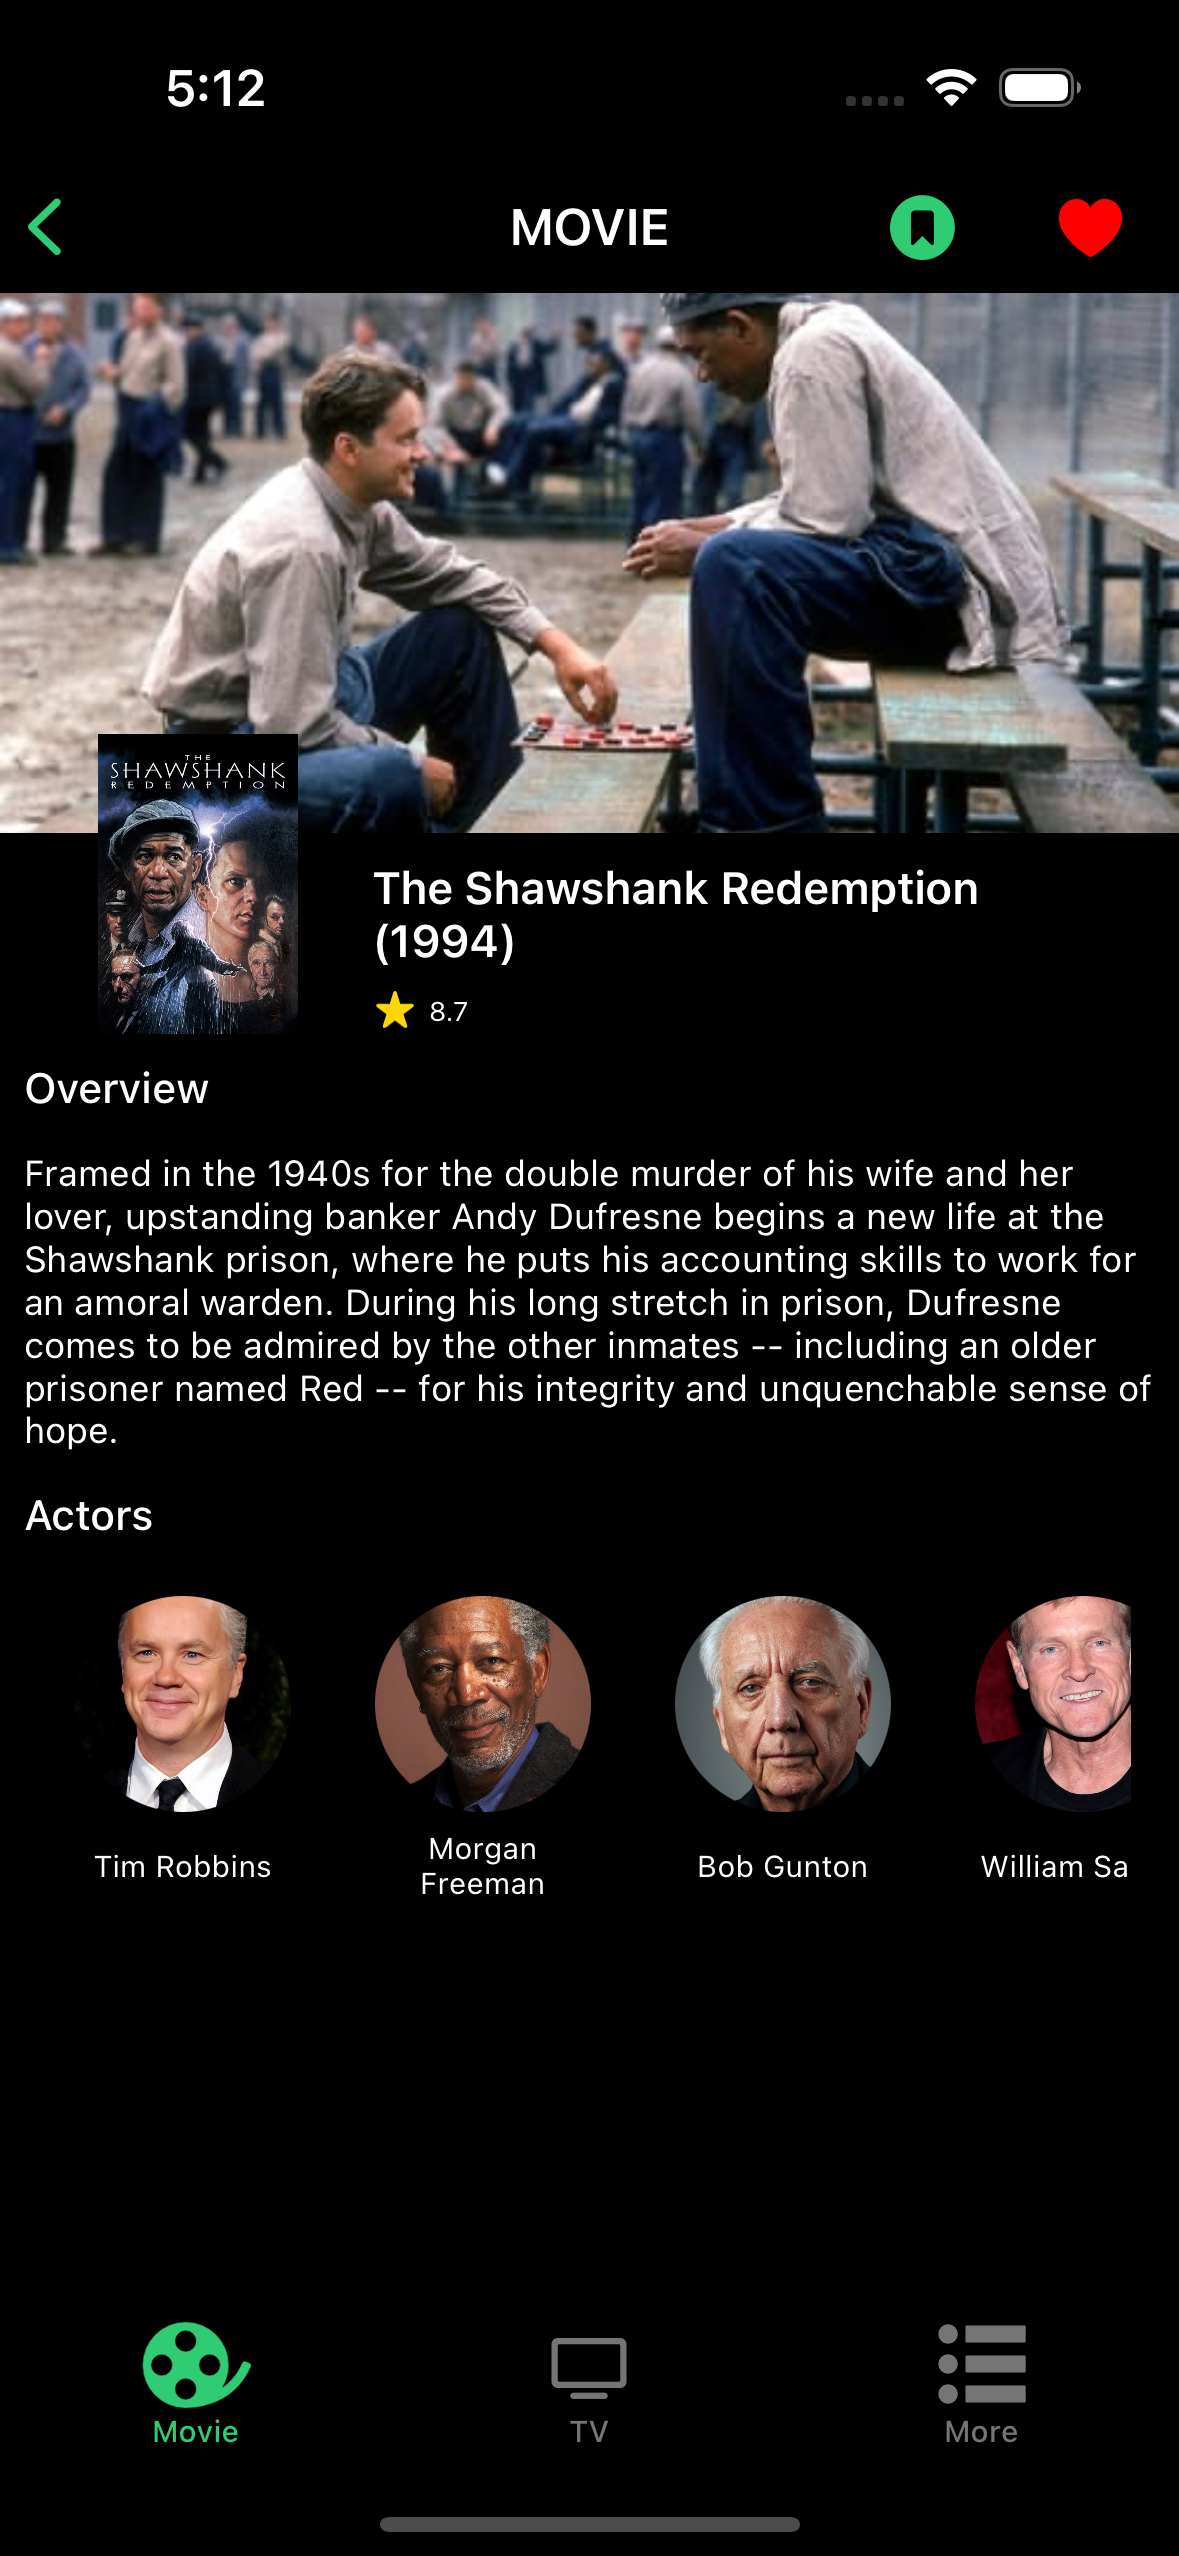 5:12
MOVIE
THE
SHAWSHANK
REDEMPTION
The Shawshank Redemption
(1994)
8.7
Overview
Framed in the 1940s for the double murder of his wife and her
lover, upstanding banker Andy Dufresne begins a new life at the
Shawshank prison, where he puts his accounting skills to work for
an amoral warden. During his long stretch in prison, Dufresne
comes to be admired by the other inmates -- including an older
prisoner named Red -- for his integrity and unquenchable sense of
hope.
Actors
Tim Robbins
Morgan
Freeman
Bob Gunton
William Sa
Movie
TV
More